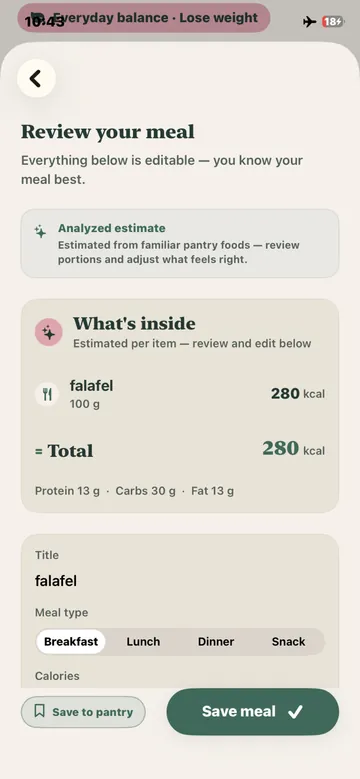 10:43
Everyday balance · Lose weight
18
Review your meal
Everything below is editable — you know your
meal best.
Analyzed estimate
Estimated from familiar pantry foods — review
portions and adjust what feels right.
What's inside
Estimated per item — review and edit below
falafel
280 kcal
100 g
= Total
280 kcal
Protein 13 g · Carbs 30 g · Fat 13 g
Title
falafel
Meal type
Breakfast Lunch Dinner Snack
Calories
Save to pantry
Save meal